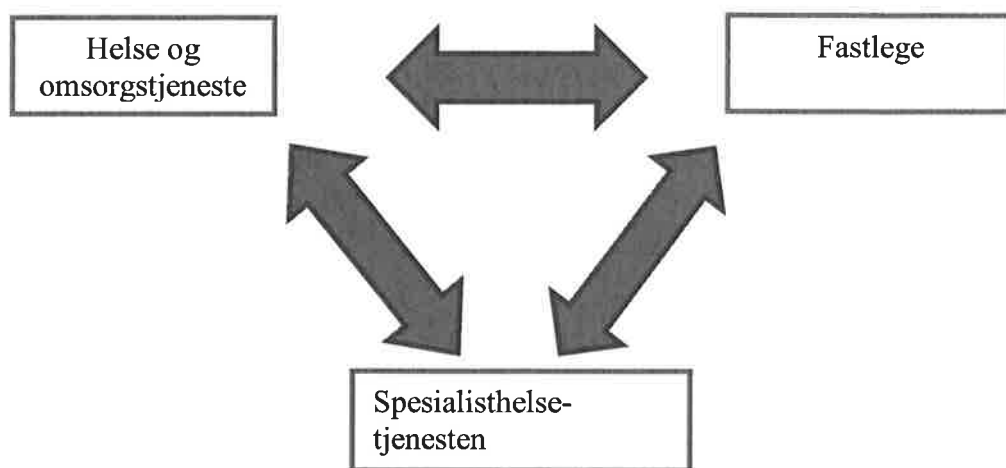 Helse og
omsorgstjeneste
Fastlege
Spesialisthelse-
tjenesten